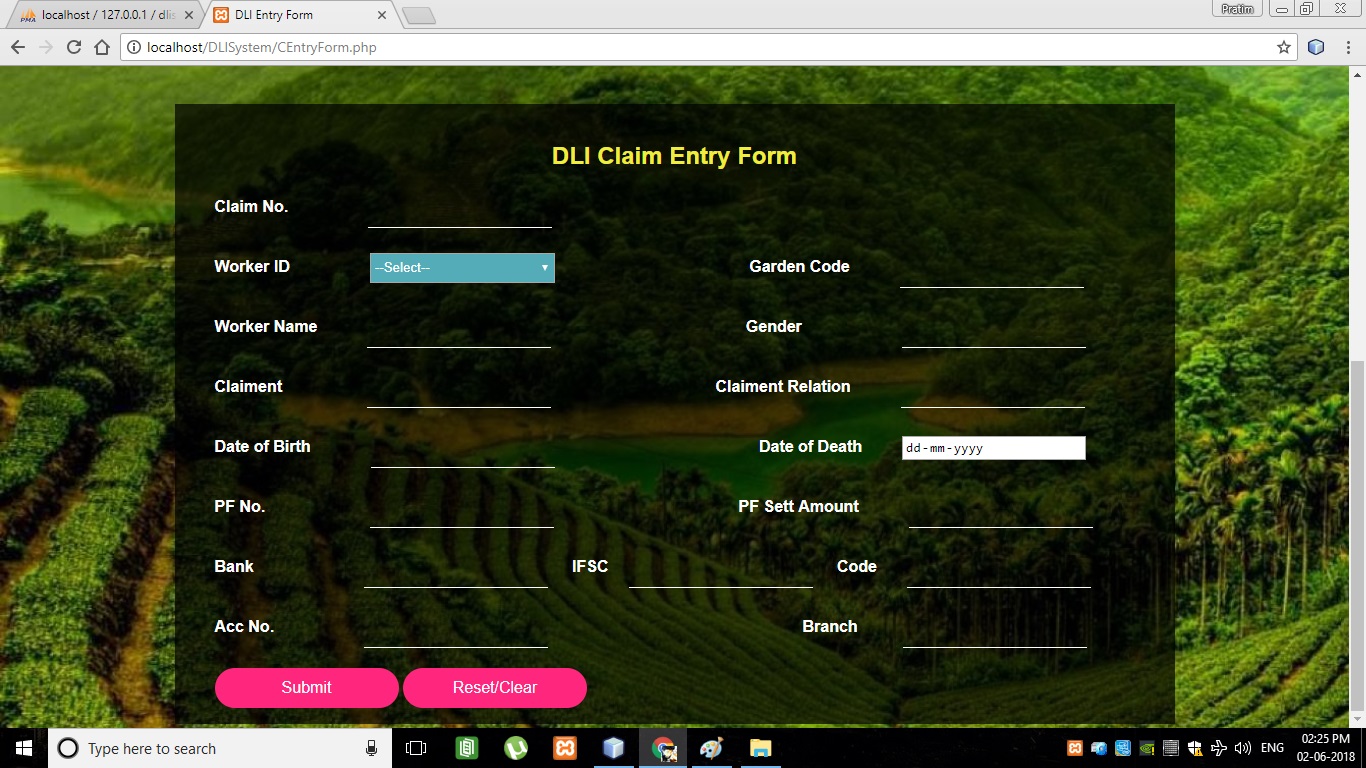 localhost / 127.0.0.1 / dlis
DLI Entry Form
Pratim
localhost/DLISystem/CEntryForm.php
DLI Claim Entry Form
Claim No.
Worker ID --Select-- Garden Code
Worker Name Gender
Claiment Claiment Relation
Date of Birth Date of Death dd-mm-yyyy
PF No. PF Sett Amount
Bank IFSC Code
Acc No. Branch
Submit Reset/Clear
Type here to search
ENG
02:25 PM
02-06-2018